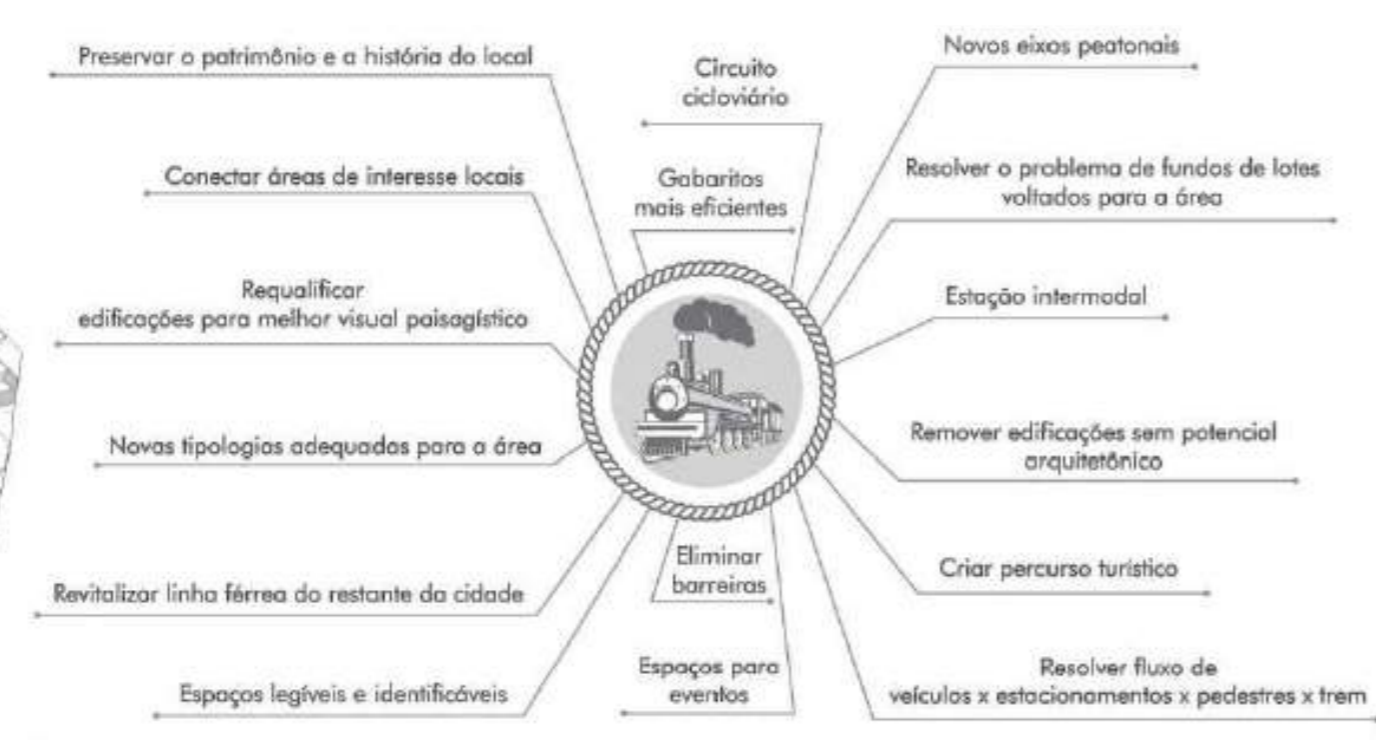 Preservar o patrimônio e a história do local
Conectar áreas de interesse locais
Requalificar
edificações para melhor visual paisagístico
Novas tipologias adequadas para a área
Revitalizar linha férrea do restante da cidade
Espaços legíveis e identificáveis
Circuito
cicloviário
Gabaritos
mais eficientes
Eliminar
barreiras
Espaços para
eventos
Novos eixos peatonais
Resolver o problema de fundos de lotes
voltados para a área
Estação intermodal
Remover edificações sem potencial
arquitetônico
Criar percurso turístico
Resolver fluxo de
veículos x estacionamentos x pedestres x trem